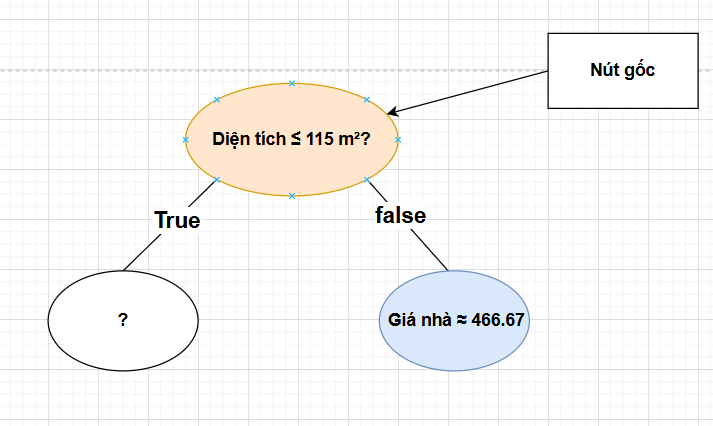 Nút gốc
Diện tích ≤ 115 m²?
True
false
?
Giá nhà ≈ 466.67